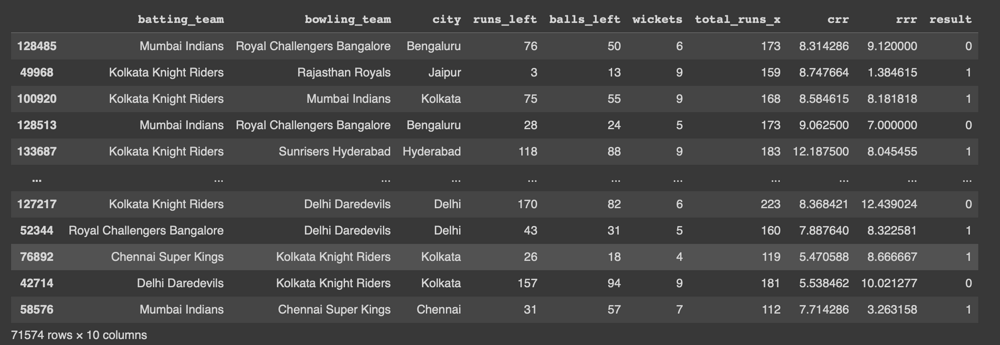 batting_team bowling_team city runs_left balls_left wickets total_runs_x crr rrr result
128485 Mumbai Indians Royal Challengers Bangalore Bengaluru 76 50 6 173 8.314286 9.120000 0
49968 Kolkata Knight Riders Rajasthan Royals Jaipur 3 13 9 159 8.747664 1.384615 1
100920 Kolkata Knight Riders Mumbai Indians Kolkata 75 55 9 168 8.584615 8.181818 1
128513 Mumbai Indians Royal Challengers Bangalore Bengaluru 28 24 5 173 9.062500 7.000000 0
133687 Kolkata Knight Riders Sunrisers Hyderabad Hyderabad 118 88 9 183 12.187500 8.045455 1
... ... ... ... ... ... ... ... ... ... ...
127217 Kolkata Knight Riders Delhi Daredevils Delhi 170 82 6 223 8.368421 12.439024 0
52344 Royal Challengers Bangalore Delhi Daredevils Delhi 43 31 5 160 7.887640 8.322581 1
76892 Chennai Super Kings Kolkata Knight Riders Kolkata 26 18 4 119 5.470588 8.666667 1
42714 Delhi Daredevils Kolkata Knight Riders Kolkata 157 94 9 181 5.538462 10.021277 0
58576 Mumbai Indians Chennai Super Kings Chennai 31 57 7 112 7.714286 3.263158 1
71574 rows × 10 columns